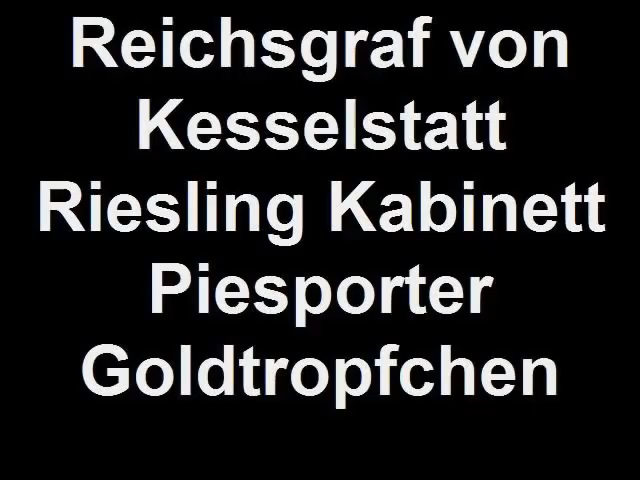 Reichsgraf von
Kesselstatt
Riesling Kabinett
Piesporter
Goldtropfchen